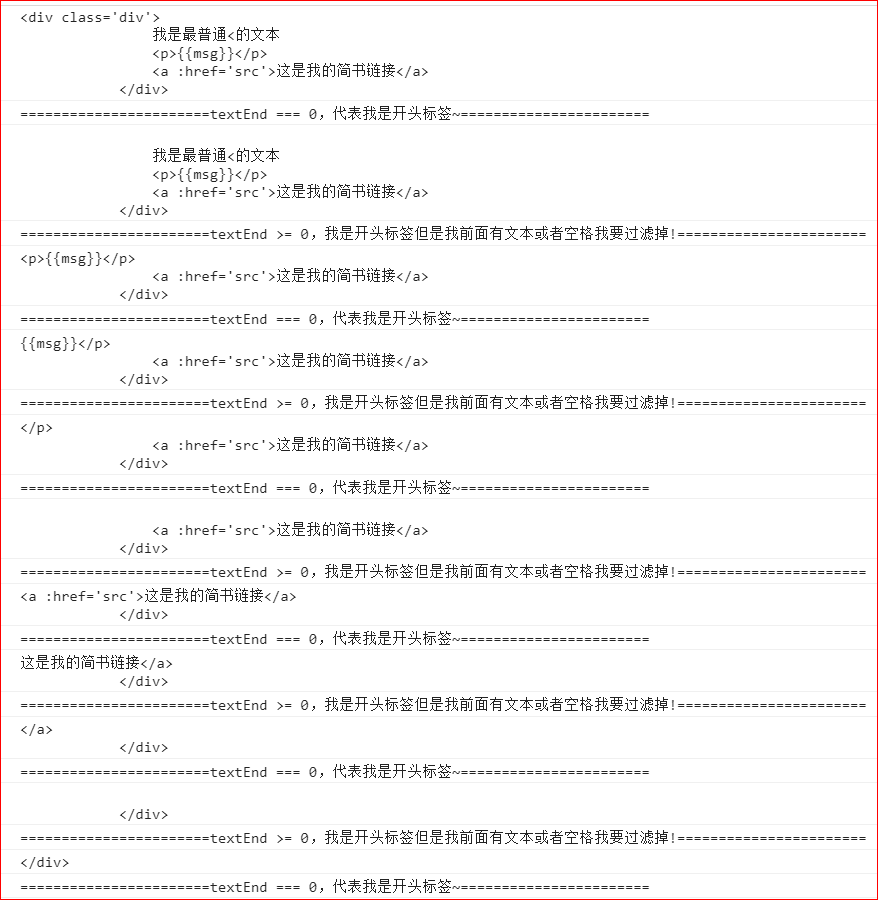 <div class='div'>
我是最普通<的文本
<p>{{msg}}</p>
<a :href='src'>这是我的简书链接</a>
</div>
=======================textEnd === 0，代表我是开头标签~=======================
我是最普通<的文本
<p>{{msg}}</p>
<a :href='src'>这是我的简书链接</a>
</div>
=======================textEnd >= 0，我是开头标签但是我前面有文本或者空格我要过滤掉!=======================
<p>{{msg}}</p>
<a :href='src'>这是我的简书链接</a>
</div>
=======================textEnd === 0，代表我是开头标签~=======================
{{msg}}</p>
<a :href='src'>这是我的简书链接</a>
</div>
=======================textEnd >= 0，我是开头标签但是我前面有文本或者空格我要过滤掉!=======================
</p>
<a :href='src'>这是我的简书链接</a>
</div>
=======================textEnd === 0，代表我是开头标签~=======================
<a :href='src'>这是我的简书链接</a>
</div>
=======================textEnd >= 0，我是开头标签但是我前面有文本或者空格我要过滤掉!=======================
<a :href='src'>这是我的简书链接</a>
</div>
=======================textEnd === 0，代表我是开头标签~=======================
这是我的简书链接</a>
</div>
=======================textEnd >= 0，我是开头标签但是我前面有文本或者空格我要过滤掉!=======================
</a>
</div>
=======================textEnd === 0，代表我是开头标签~=======================
</div>
=======================textEnd >= 0，我是开头标签但是我前面有文本或者空格我要过滤掉!=======================
</div>
=======================textEnd === 0，代表我是开头标签~=======================